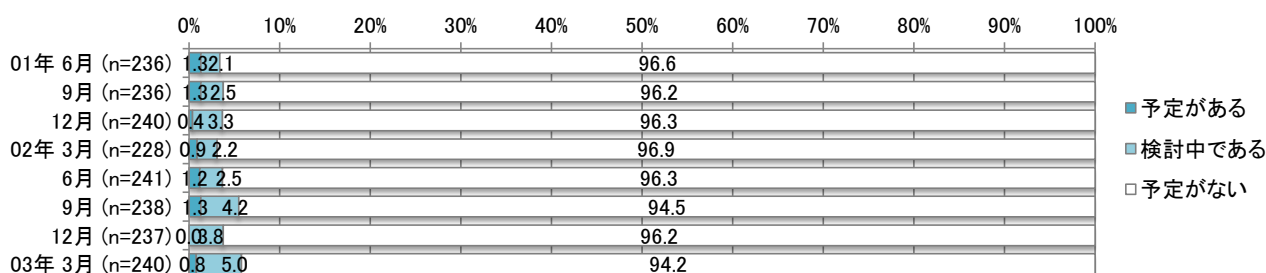 0% 10% 20% 30% 40% 50% 60% 70% 80% 90% 100%
01年 6月 (n=236) 1.3 2.1 96.6
9月 (n=236) 1.3 2.5 96.2
12月 (n=240) 0.4 3.3 96.3
02年 3月 (n=228) 0.9 2.2 96.9
6月 (n=241) 1.2 2.5 96.3
9月 (n=238) 1.3 4.2 94.5
12月 (n=237) 0.0 3.8 96.2
03年 3月 (n=240) 0.8 5.0 94.2
予定がある
検討中である
予定がない